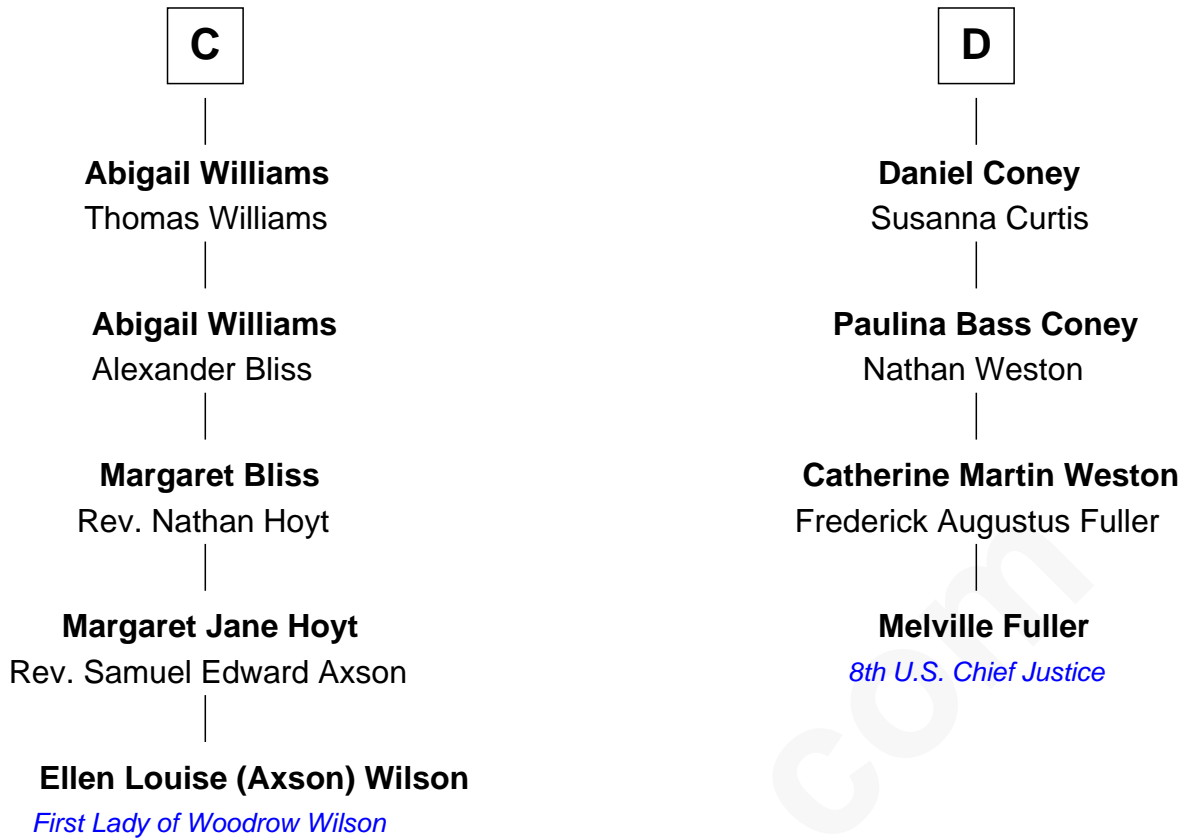 C
Abigail Williams
Thomas Williams
Abigail Williams
Alexander Bliss
Margaret Bliss
Rev. Nathan Hoyt
Margaret Jane Hoyt
Rev. Samuel Edward Axson
Ellen Louise (Axson) Wilson
First Lady of Woodrow Wilson
D
Daniel Coney
Susanna Curtis
Paulina Bass Coney
Nathan Weston
Catherine Martin Weston
Frederick Augustus Fuller
Melville Fuller
8th U.S. Chief Justice
com